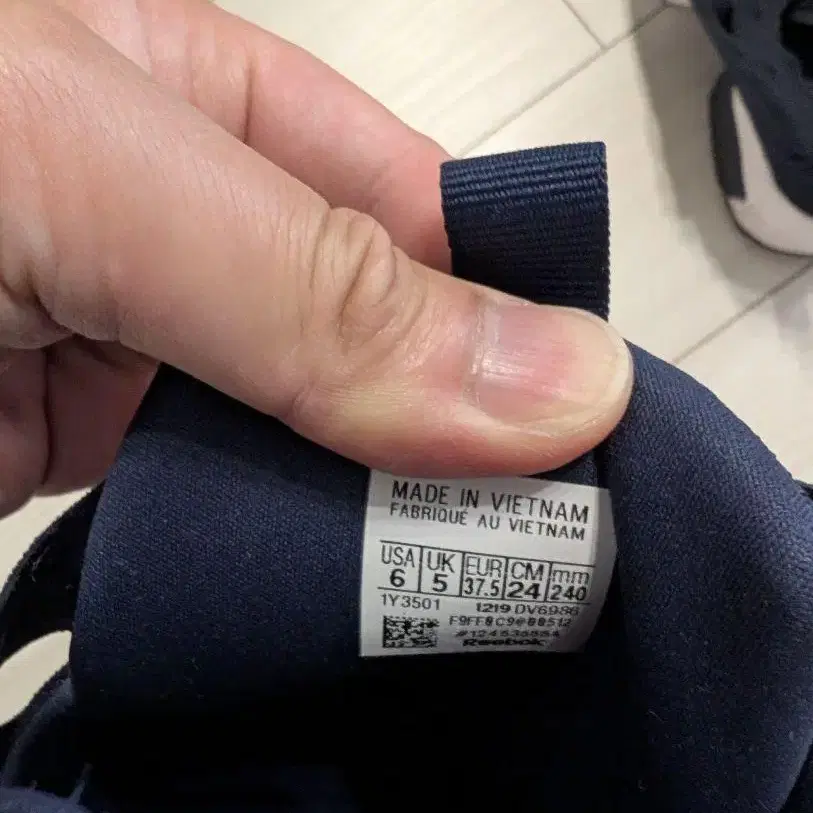 MADE IN VIETNAM
FABRIQUÉ AU VIETNAM
USA UK EUR CM mm
6 5 37.5 24 240
1Y3501 1219 DV6986
Reebok